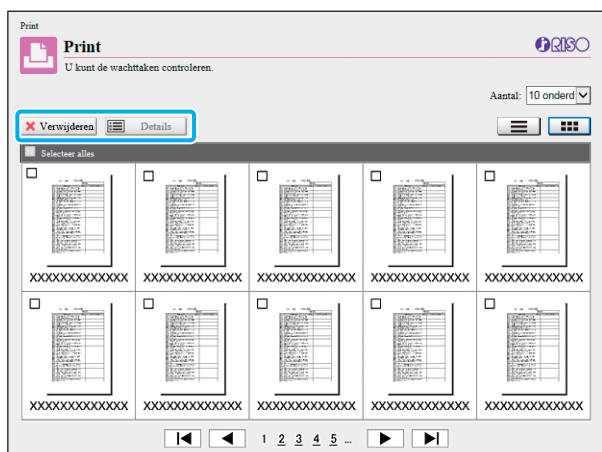 Print
Print
RISO
U kunt de wachttaken controleren.
Aantal: 10 onderd
Verwijderen Details
Selecteer alles
XXXXXXXXXXXXX XXXXXXXXXXXXX XXXXXXXXXXXXX XXXXXXXXXXXXX XXXXXXXXXXXXX
XXXXXXXXXXXXX XXXXXXXXXXXXX XXXXXXXXXXXXX XXXXXXXXXXXXX XXXXXXXXXXXXX
1 2 3 4 5 ...